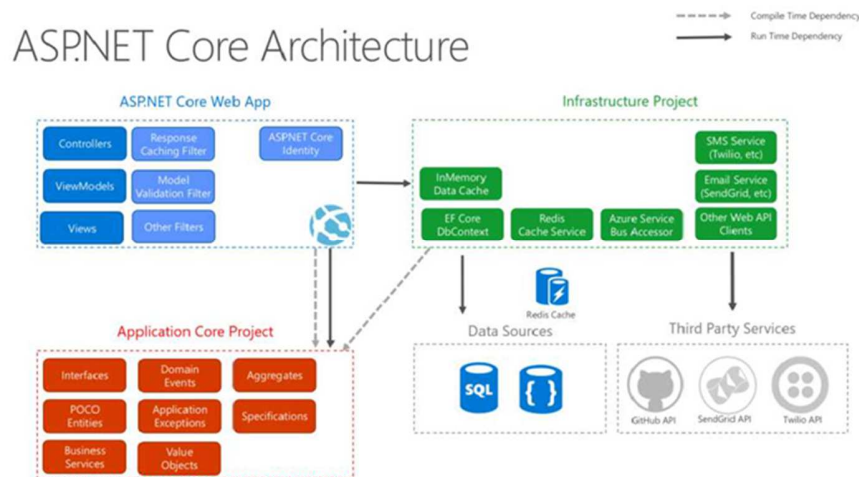 Compile Time Dependency
Run Time Dependency
ASP.NET Core Architecture
ASP.NET Core Web App
Controllers
Response
Caching Filter
ASP.NET Core
Identity
ViewModels
Model
Validation Filter
Views
Other Filters
Infrastructure Project
SMS Service
(Twilio, etc)
InMemory
Data Cache
Email Service
(SendGrid, etc)
EF Core
DbContext
Redis
Cache Service
Azure Service
Bus Accessor
Other Web API
Clients
Redis Cache
Application Core Project
Interfaces
Domain
Events
Aggregates
POCO
Entities
Application
Exceptions
Specifications
Business
Services
Value
Objects
Data Sources
SQL
{ }
Third Party Services
GitHub API
SendGrid API
Twilio API